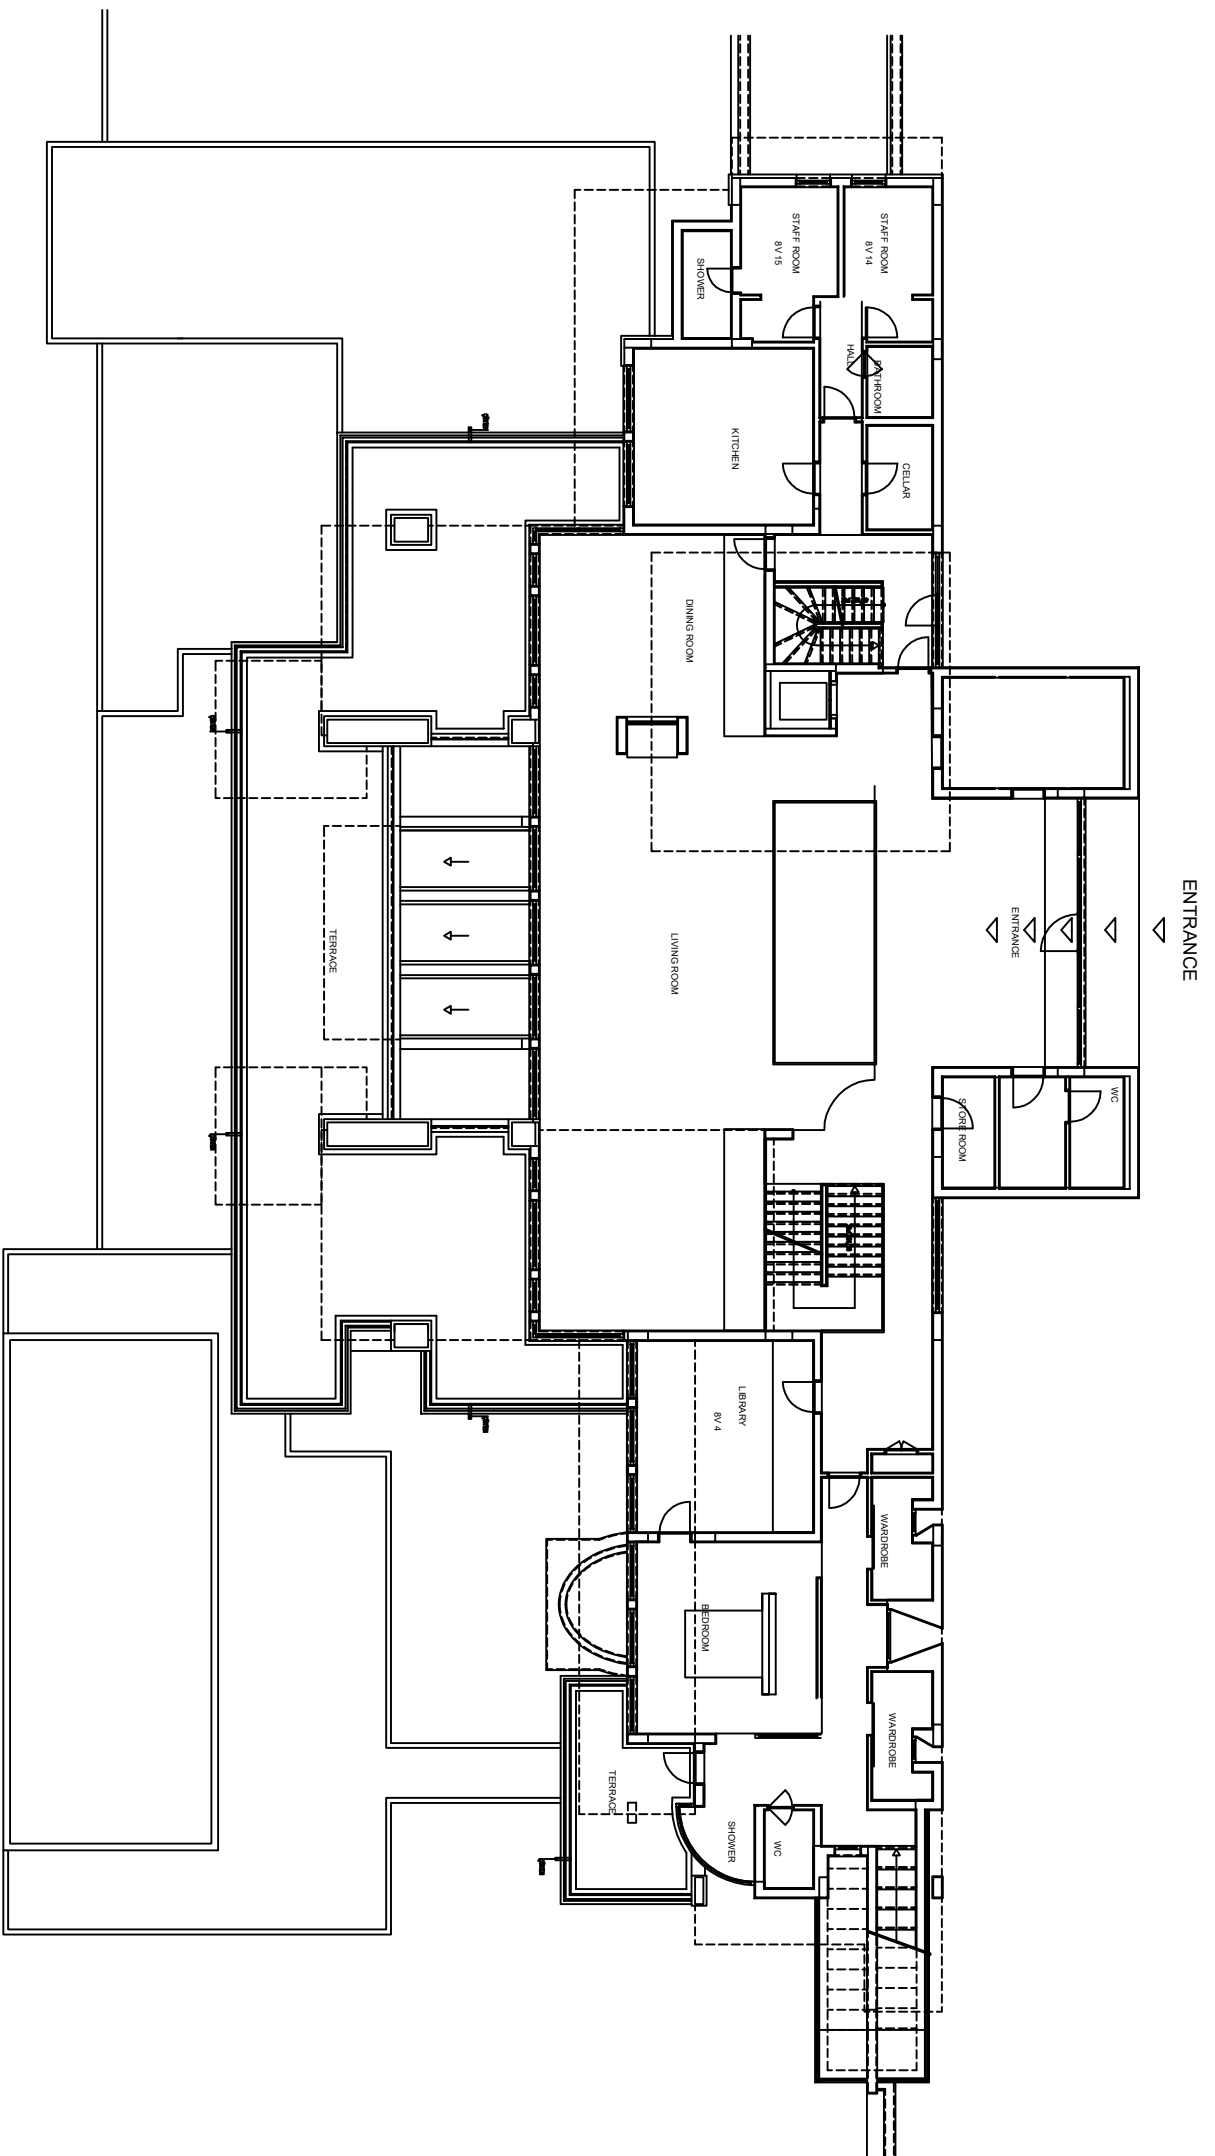 ENTRANCE
STAFF ROOM
8V 14
STAFF ROOM
8V 15
SHOWER
HALL
BATHROOM
KITCHEN
CELLAR
DINING ROOM
ENTRANCE
LIVING ROOM
TERRACE
WC
STORE ROOM
LIBRARY
8V 4
WARDROBE
BEDROOM
WARDROBE
TERRACE
SHOWER
WC